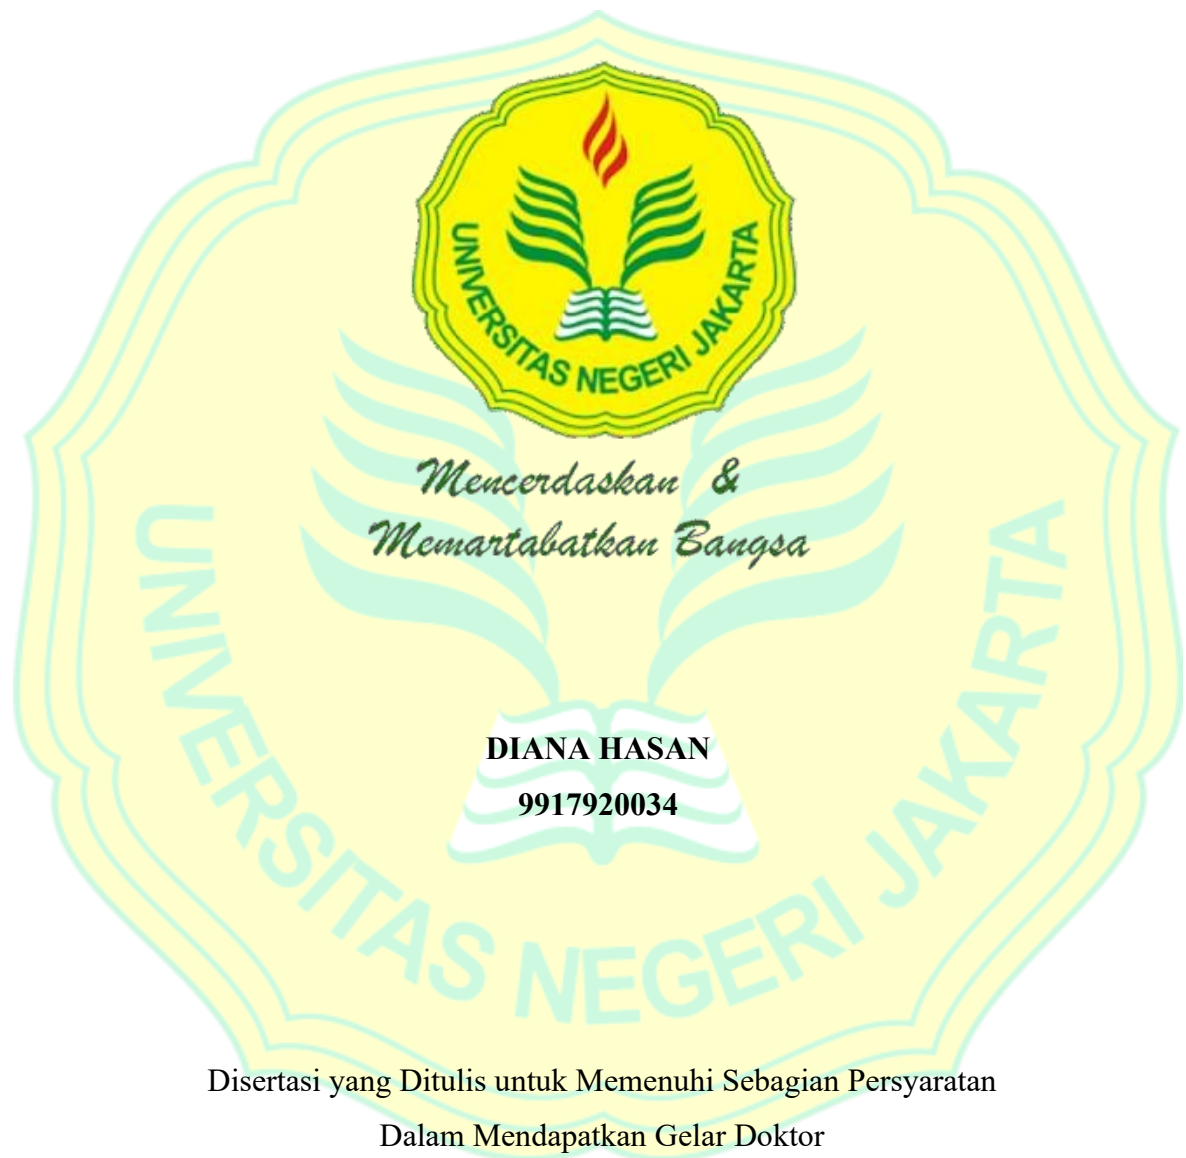 UNIVERSITAS NEGERI JAKARTA
Mencerdaskan &
Memartabatkan Bangsa
UNIVERSITAS NEGERI JAKARTA
DIANA HASAN
9917920034
Disertasi yang Ditulis untuk Memenuhi Sebagian Persyaratan
Dalam Mendapatkan Gelar Doktor